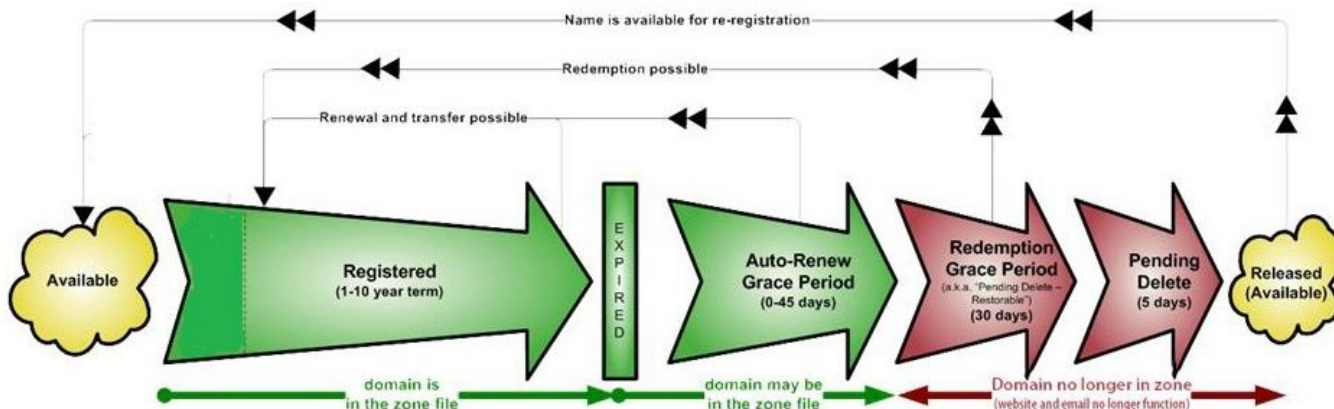 Name is available for re-registration
Redemption possible
Renewal and transfer possible
Available
Registered
(1-10 year term)
EXPIRED
Auto-Renew
Grace Period
(0-45 days)
Redemption
Grace Period
(a.k.a. "Pending Delete –
Restorable")
(30 days)
Pending
Delete
(5 days)
Released
(Available)
domain is
in the zone file
domain may be
in the zone file
Domain no longer in zone
(website and email no longer function)